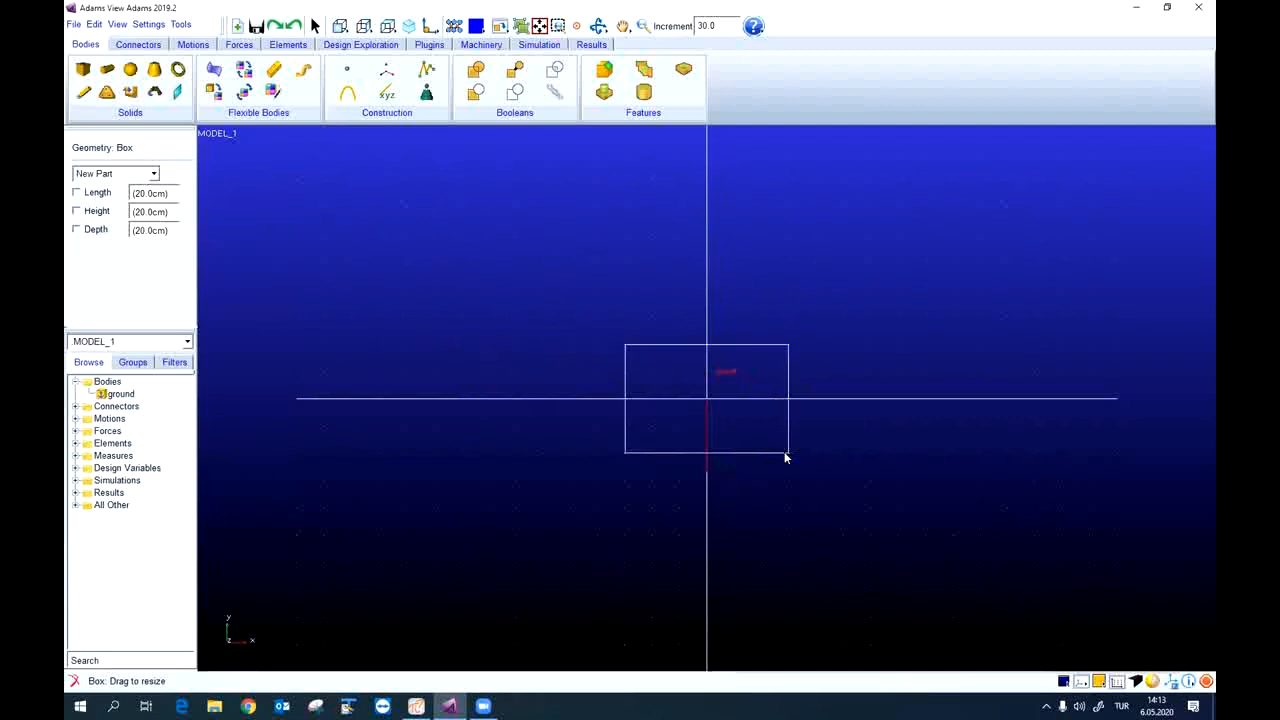 Adams View Adams 2019.2
File Edit View Settings Tools
Increment 30.0
Bodies Connectors Motions Forces Elements Design Exploration Plugins Machinery Simulation Results
Solids Flexible Bodies Construction Booleans Features
MODEL_1
Geometry: Box
New Part
Length (20.0cm)
Height (20.0cm)
Depth (20.0cm)
.MODEL_1
Browse Groups Filters
Bodies
ground
Connectors
Motions
Forces
Elements
Measures
Design Variables
Simulations
Results
All Other
y
z x
Search
Box: Drag to resize
TUR
14:13
6.05.2020